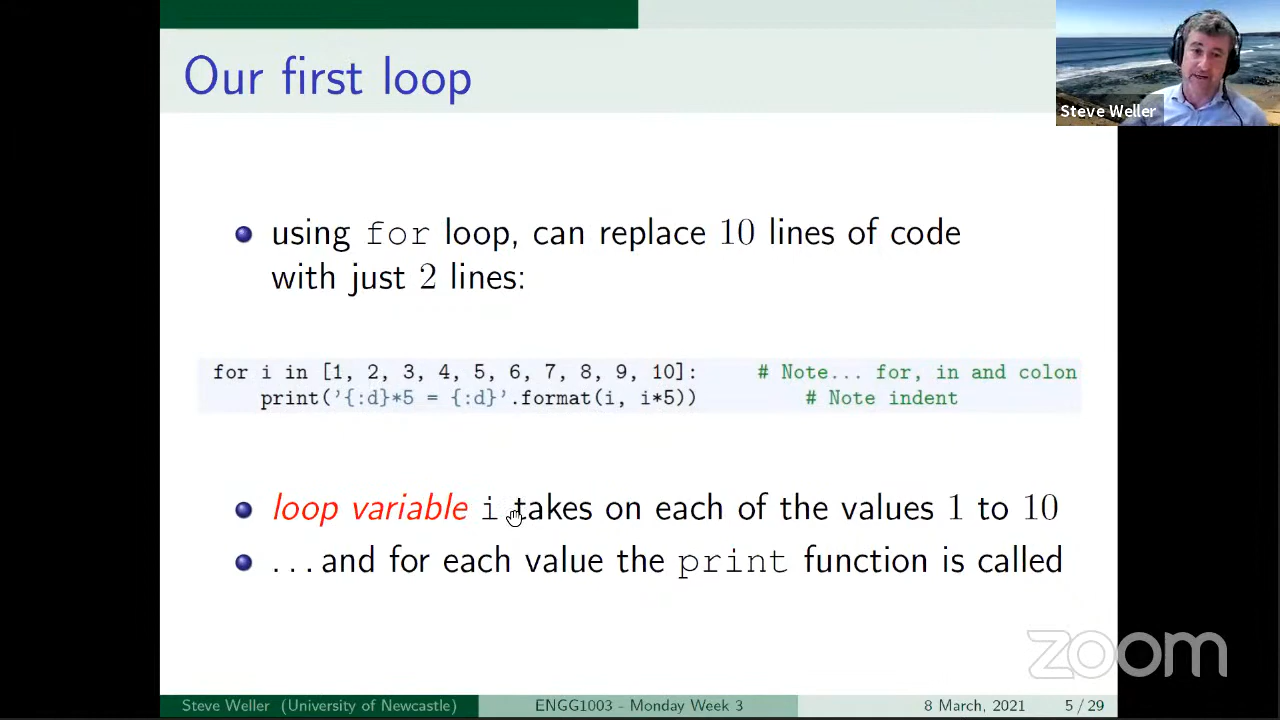 Our first loop
Steve Weller
using for loop, can replace 10 lines of code
with just 2 lines:
for i in [1, 2, 3, 4, 5, 6, 7, 8, 9, 10]: # Note... for, in and colon
print('{:d}*5 = {:d}'.format(i, i*5)) # Note indent
loop variable i takes on each of the values 1 to 10
...and for each value the print function is called
zoom
Steve Weller (University of Newcastle) ENGG1003 - Monday Week 3 8 March, 2021 5 / 29